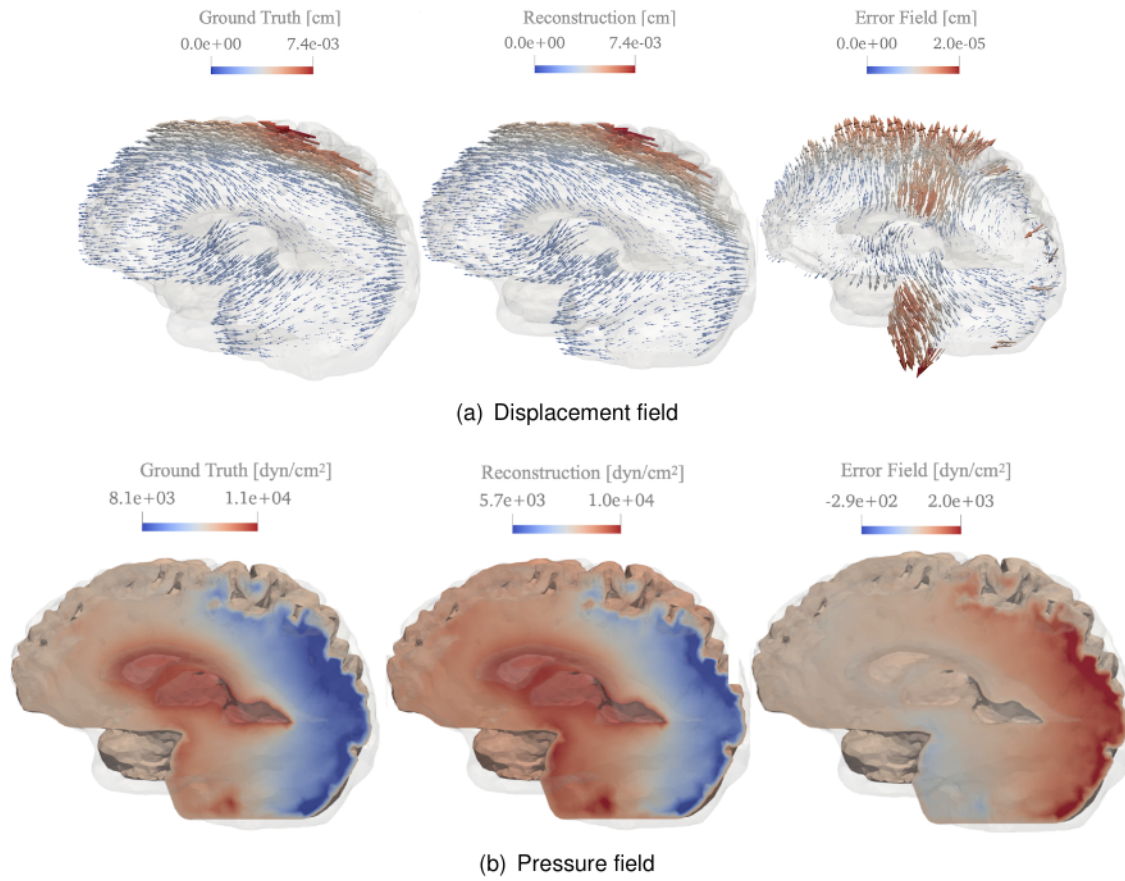 Ground Truth [cm]
0.0e+00 7.4e-03
Reconstruction [cm]
0.0e+00 7.4e-03
Error Field [cm]
0.0e+00 2.0e-05
(a) Displacement field
Ground Truth [dyn/cm²]
8.1e+03 1.1e+04
Reconstruction [dyn/cm²]
5.7e+03 1.0e+04
Error Field [dyn/cm²]
-2.9e+02 2.0e+03
(b) Pressure field